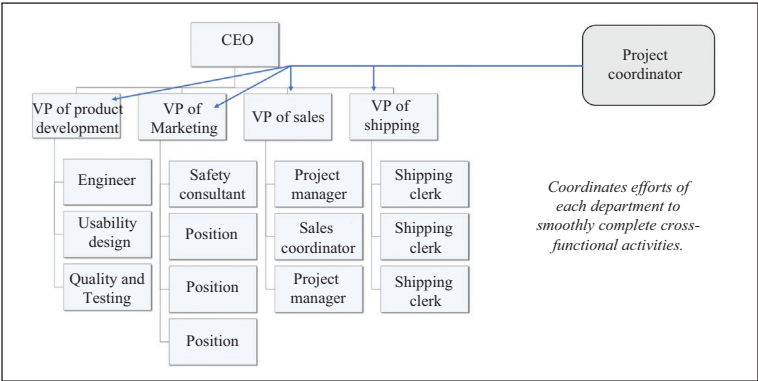 CEO
Project
coordinator
VP of product
development
VP of
Marketing
VP of sales
VP of
shipping
Engineer
Usability
design
Quality and
Testing
Safety
consultant
Position
Position
Position
Project
manager
Sales
coordinator
Project
manager
Shipping
clerk
Shipping
clerk
Shipping
clerk
Coordinates efforts of
each department to
smoothly complete cross-
functional activities.